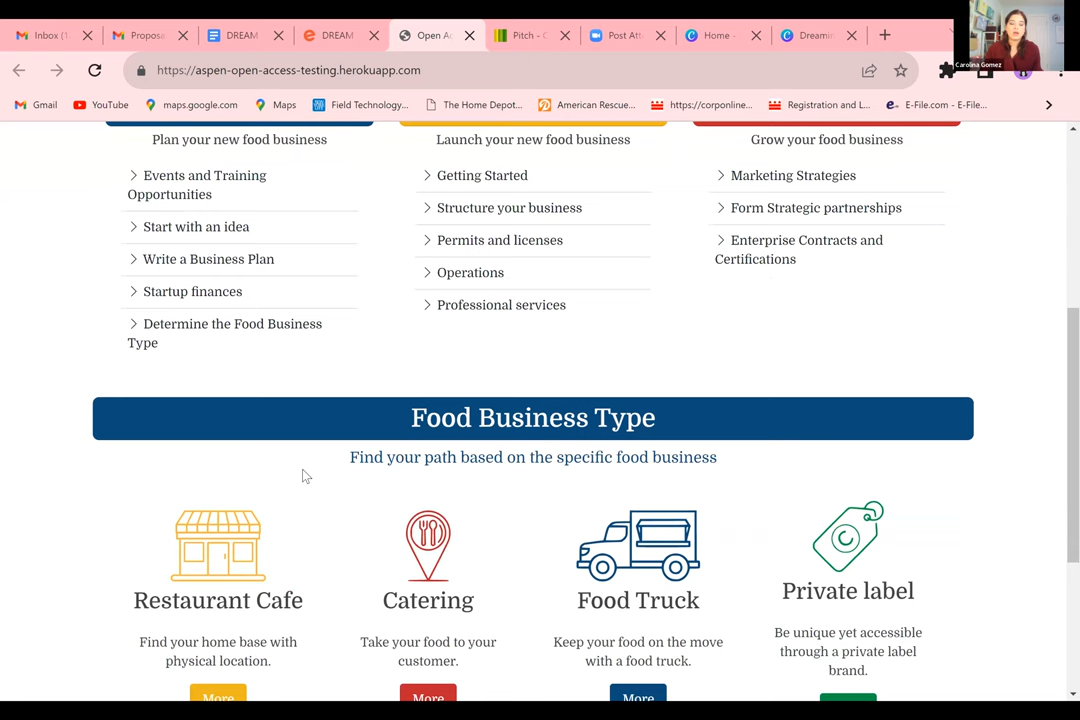 Inbox (1
Proposa
DREAM
DREAM
Open Ac
Pitch - C
Post Att
Home -
Dreamin
Carolina Gomez
https://aspen-open-access-testing.herokuapp.com
Gmail
YouTube
maps.google.com
Maps
Field Technology...
The Home Depot...
American Rescue...
https://corponline...
Registration and L...
E-File.com - E-File...
Plan your new food business
Launch your new food business
Grow your food business
Events and Training
Opportunities
Start with an idea
Write a Business Plan
Startup finances
Determine the Food Business
Type
Getting Started
Structure your business
Permits and licenses
Operations
Professional services
Marketing Strategies
Form Strategic partnerships
Enterprise Contracts and
Certifications
Food Business Type
Find your path based on the specific food business
Restaurant Cafe
Find your home base with
physical location.
More
Catering
Take your food to your
customer.
More
Food Truck
Keep your food on the move
with a food truck.
More
C
Private label
Be unique yet accessible
through a private label
brand.